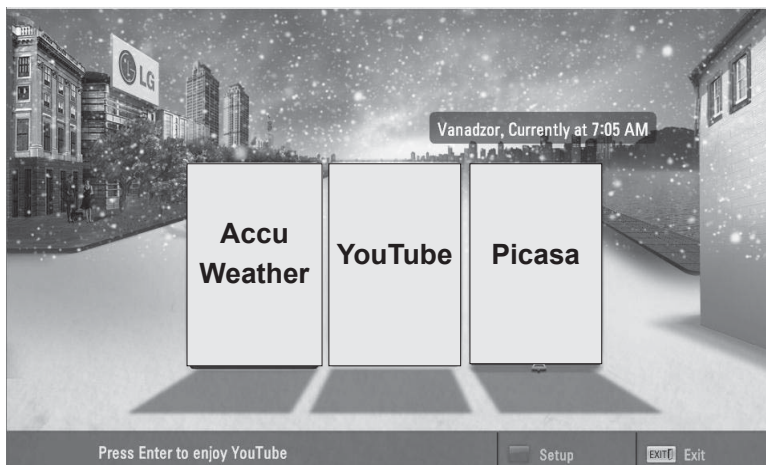 LG
Vanadzor, Currently at 7:05 AM
Accu
Weather
YouTube
Picasa
Press Enter to enjoy YouTube
Setup
EXIT
Exit